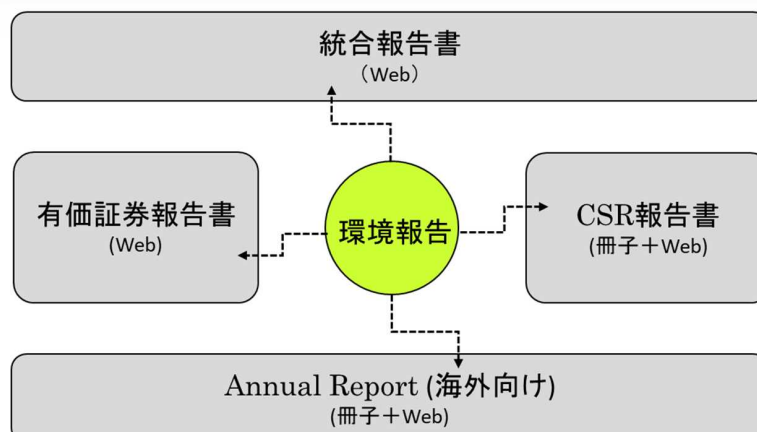 統合報告書
（Web）
有価証券報告書
(Web)
環境報告
CSR報告書
(冊子＋Web)
Annual Report (海外向け)
(冊子＋Web)